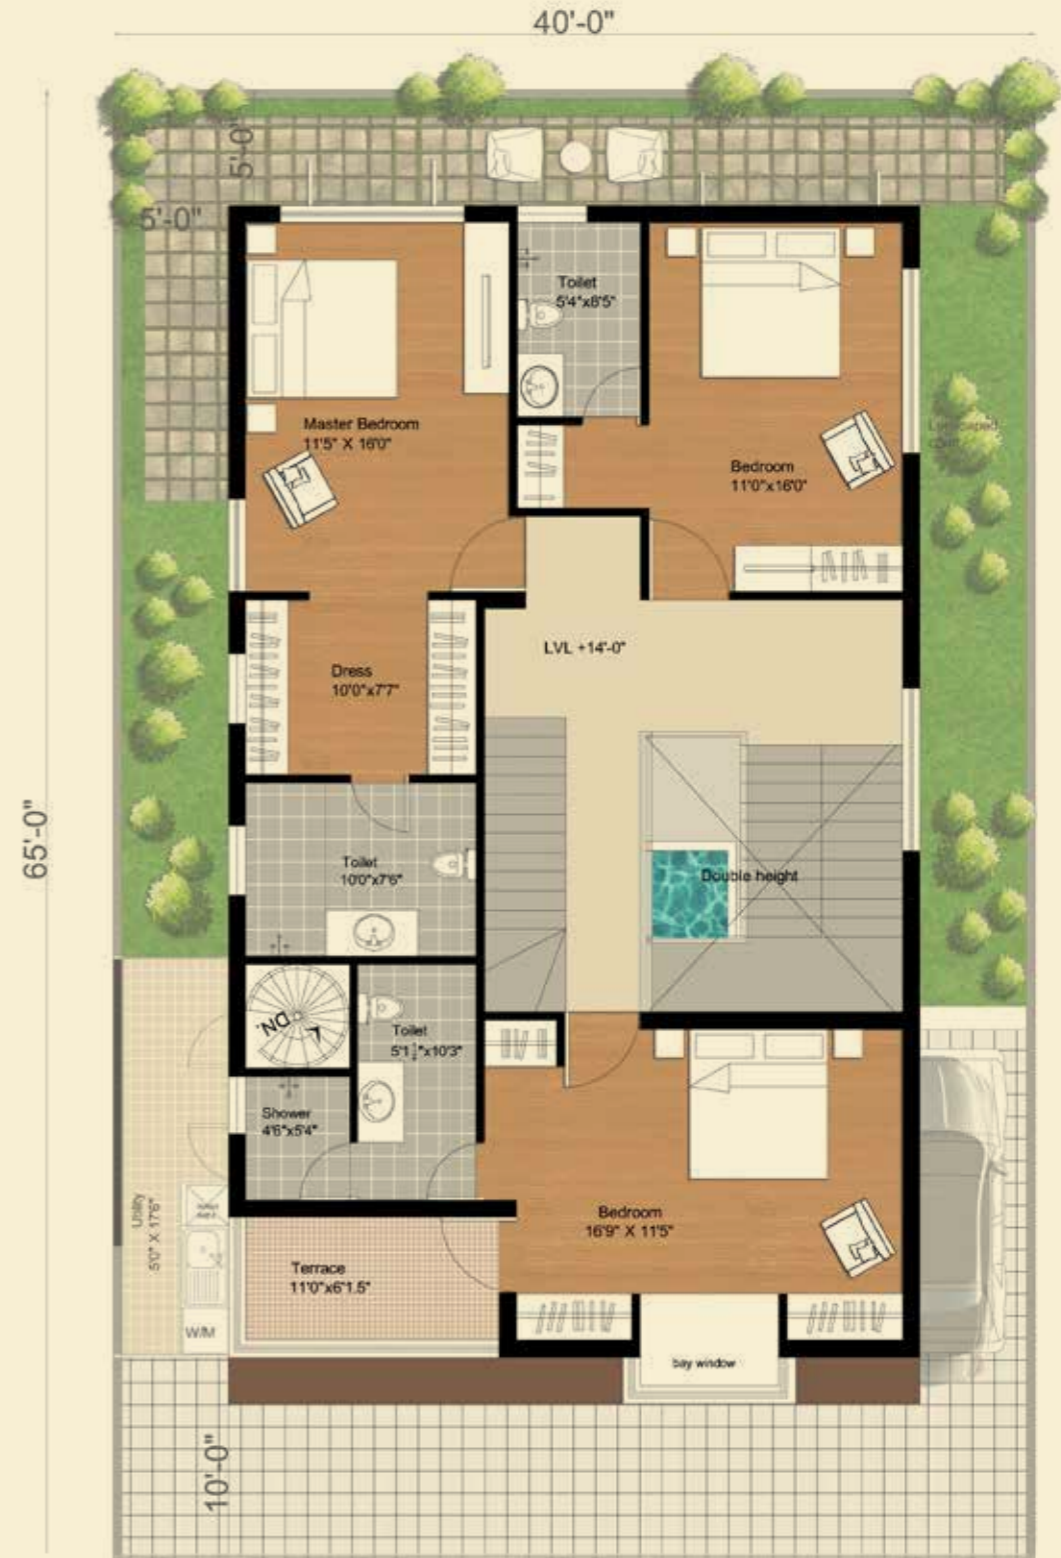 40'-0"
5'-0"
5'-0"
Toilet
5'4"x8'5"
Master Bedroom
11'5" X 16'0"
Bedroom
11'0"x16'0"
LVL +14'-0"
Dress
10'0"x7'7"
65'-0"
Toilet
10'0"x7'6"
Double height
DN.
Toilet
5'1½"x10'3"
Shower
4'6"x5'4"
Utility
5'0" X 17'6"
Bedroom
16'9" X 11'5"
Terrace
11'0"x6'1.5"
W/M
bay window
10'-0"